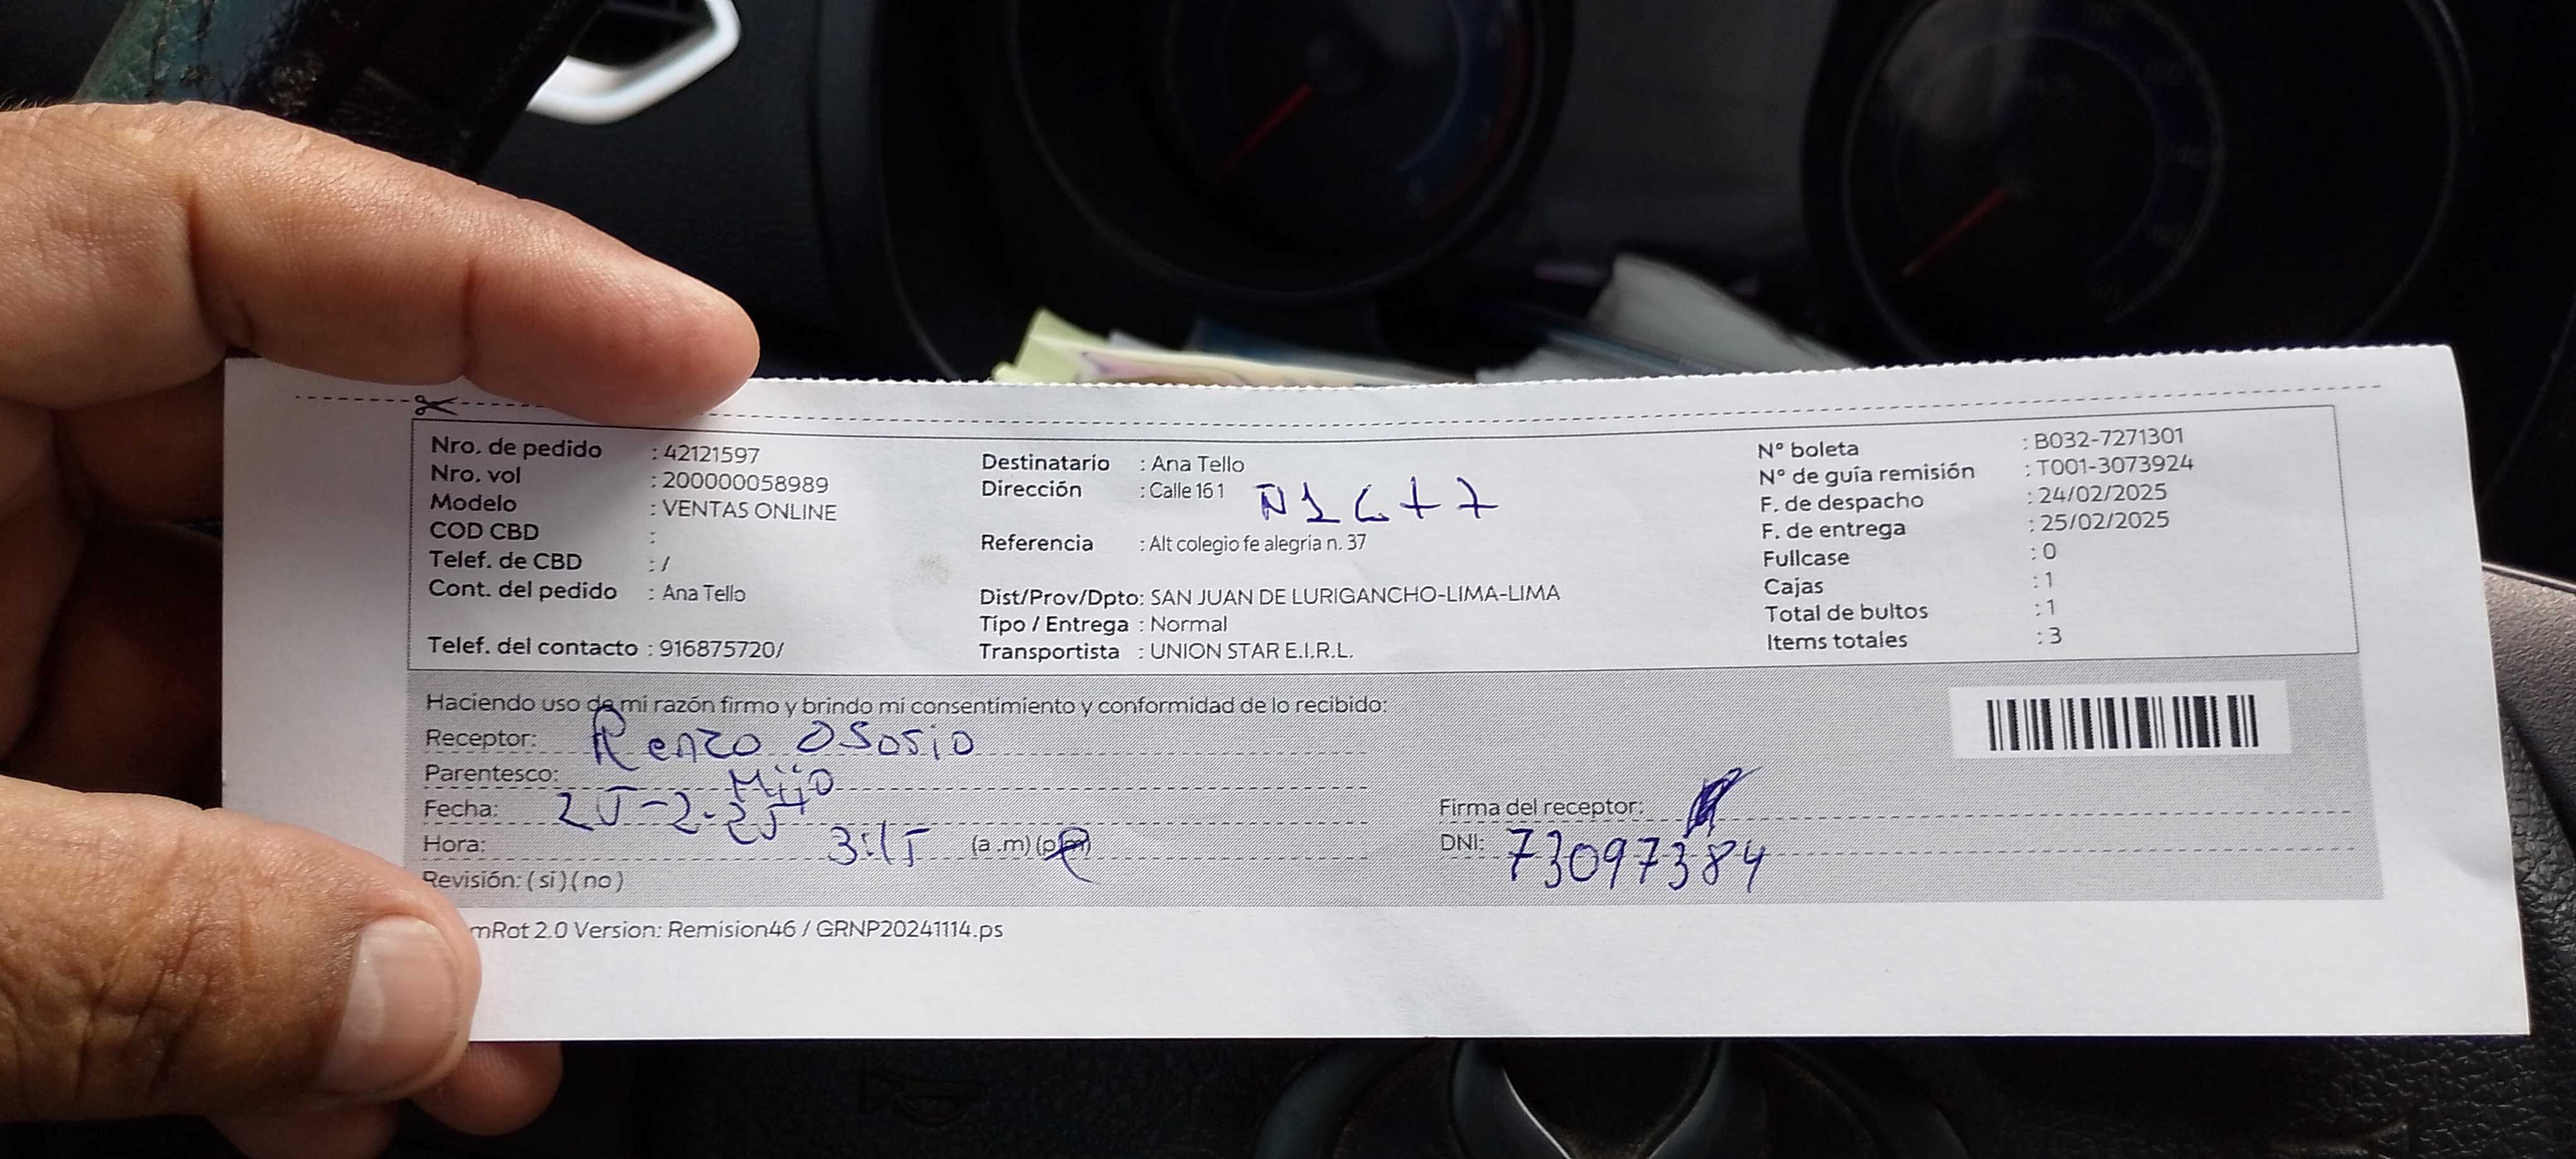 Nro. de pedido : 42121597
Nro. vol : 200000058989
Modelo : VENTAS ONLINE
COD CBD :
Telef. de CBD : /
Cont. del pedido : Ana Tello
Telef. del contacto : 916875720/
Destinatario : Ana Tello
Dirección : Calle 161
Referencia : Alt colegio fe alegria n. 37
Dist/Prov/Dpto: SAN JUAN DE LURIGANCHO-LIMA-LIMA
Tipo / Entrega : Normal
Transportista : UNION STAR E.I.R.L.
N° boleta : B032-7271301
N° de guía remisión : T001-3073924
F. de despacho : 24/02/2025
F. de entrega : 25/02/2025
Fullcase : 0
Cajas : 1
Total de bultos : 1
Items totales : 3
Haciendo uso de mi razón firmo y brindo mi consentimiento y conformidad de lo recibido:
Receptor: Renzo Ososio
Parentesco: Hijo
Fecha: 25-2-25
Hora: 3:15 (a .m) (p.m)
Revisión: ( si ) ( no )
Firma del receptor:
DNI: 73097384
mRot 2.0 Version: Remision46 / GRNP20241114.ps